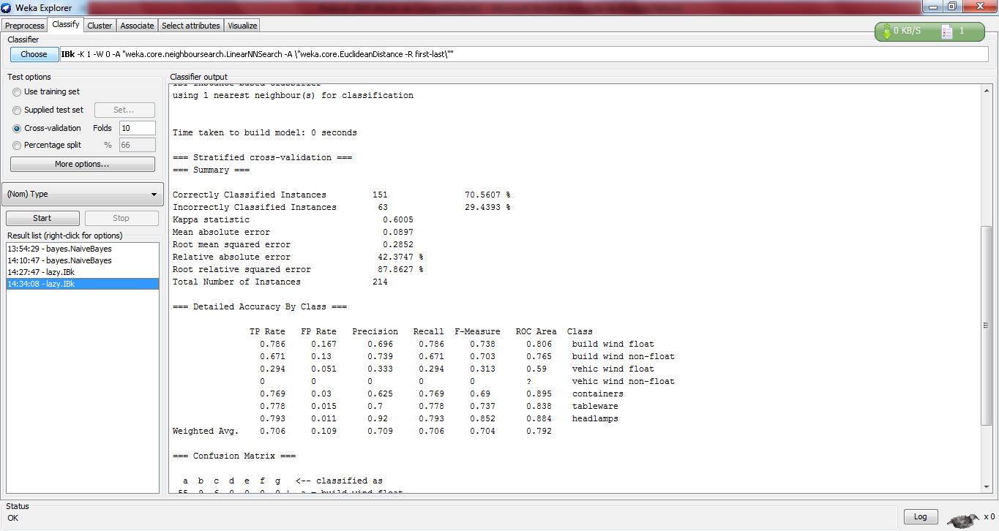 Weka Explorer
Preprocess Classify Cluster Associate Select attributes Visualize
0 KB/S 1
Classifier
Choose IBk -K 1 -W 0 -A "weka.core.neighboursearch.LinearNNSearch -A \"weka.core.EuclideanDistance -R first-last\""
Test options
Use training set
Supplied test set Set...
Cross-validation Folds 10
Percentage split % 66
More options...
(Nom) Type
Start Stop
Result list (right-click for options)
13:54:29 - bayes.NaiveBayes
14:10:47 - bayes.NaiveBayes
14:27:47 - lazy.IBk
14:34:08 - lazy.IBk
Classifier output
using 1 nearest neighbour(s) for classification
Time taken to build model: 0 seconds
=== Stratified cross-validation ===
=== Summary ===
Correctly Classified Instances 151 70.5607 %
Incorrectly Classified Instances 63 29.4393 %
Kappa statistic 0.6005
Mean absolute error 0.0897
Root mean squared error 0.2852
Relative absolute error 42.3747 %
Root relative squared error 87.8627 %
Total Number of Instances 214
=== Detailed Accuracy By Class ===
TP Rate FP Rate Precision Recall F-Measure ROC Area Class
0.786 0.167 0.696 0.786 0.738 0.806 build wind float
0.671 0.13 0.739 0.671 0.703 0.765 build wind non-float
0.294 0.051 0.333 0.294 0.313 0.59 vehic wind float
0 0 0 0 0 ? vehic wind non-float
0.769 0.03 0.625 0.769 0.69 0.895 containers
0.778 0.015 0.7 0.778 0.737 0.838 tableware
0.793 0.011 0.92 0.793 0.852 0.884 headlamps
Weighted Avg. 0.706 0.109 0.709 0.706 0.704 0.792
=== Confusion Matrix ===
a b c d e f g <-- classified as
Status
OK
Log x 0